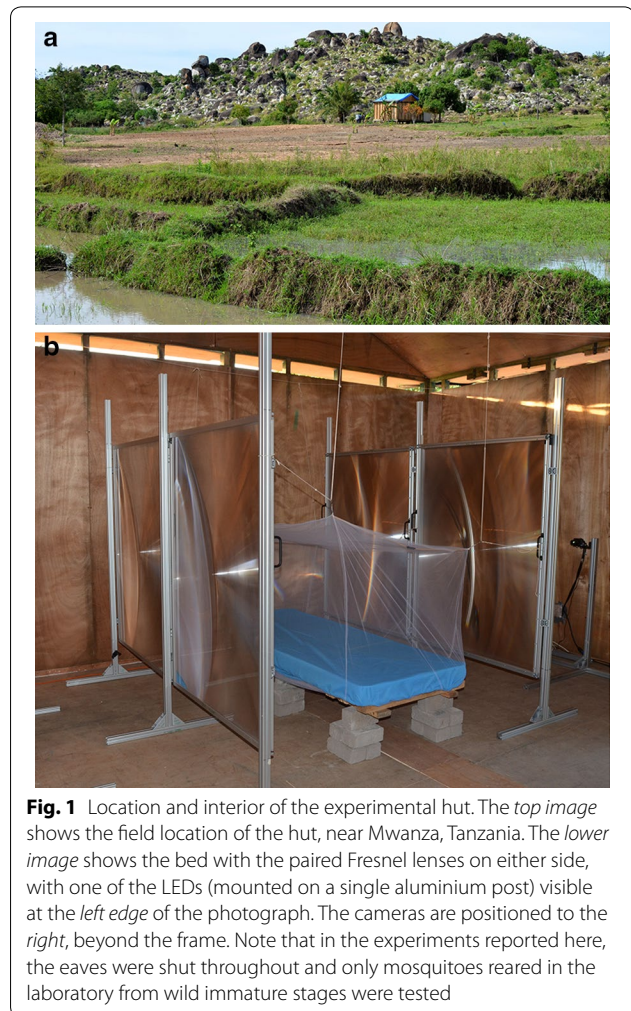 a
b
Fig. 1 Location and interior of the experimental hut. The top image
shows the field location of the hut, near Mwanza, Tanzania. The lower
image shows the bed with the paired Fresnel lenses on either side,
with one of the LEDs (mounted on a single aluminium post) visible
at the left edge of the photograph. The cameras are positioned to the
right, beyond the frame. Note that in the experiments reported here,
the eaves were shut throughout and only mosquitoes reared in the
laboratory from wild immature stages were tested